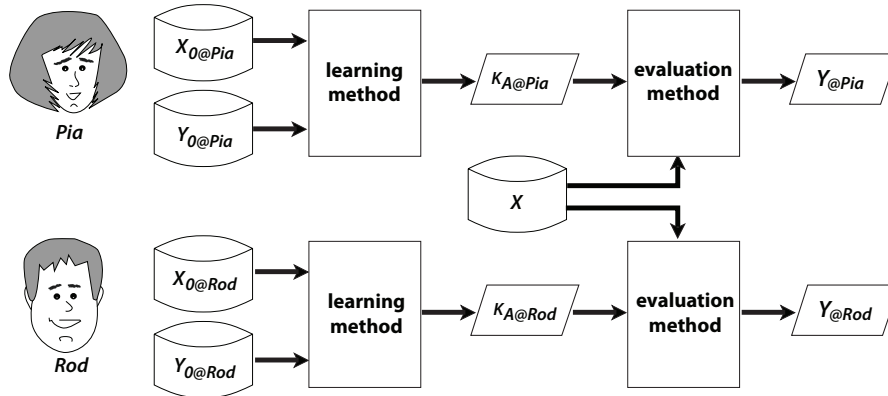 X0@Pia
Y0@Pia
Pia
learning
method
KA@Pia
evaluation
method
Y@Pia
X
X0@Rod
Y0@Rod
Rod
learning
method
KA@Rod
evaluation
method
Y@Rod